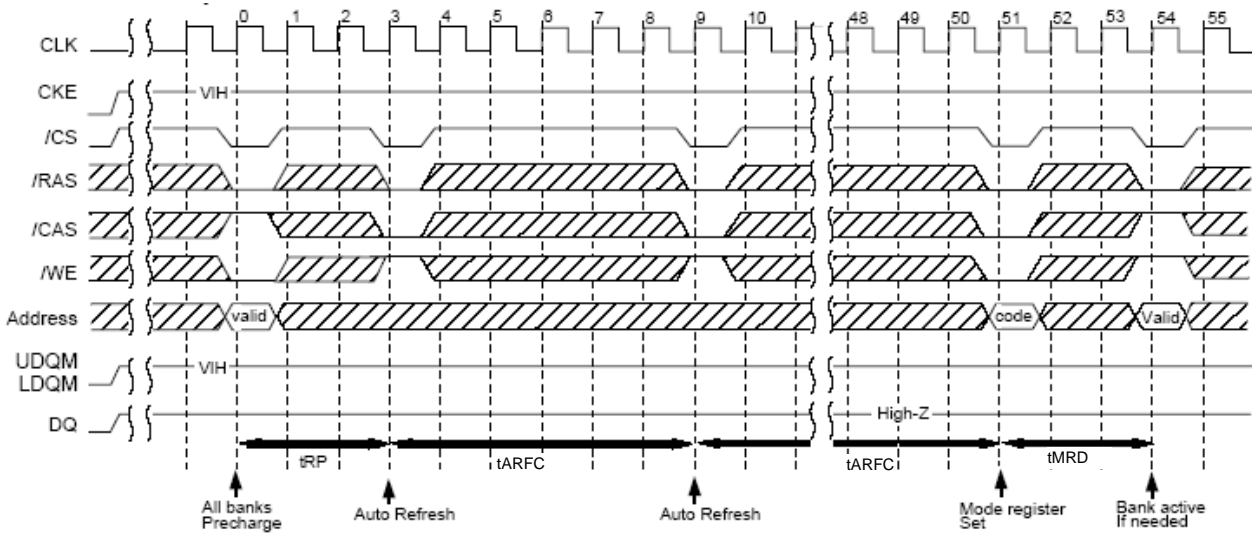 0 1 2 3 4 5 6 7 8 9 10 48 49 50 51 52 53 54 55
CLK
CKE VIH
/CS
/RAS
/CAS
/WE
Address valid code Valid
UDQM
LDQM VIH
DQ High-Z
tRP tARFC tARFC tMRD
All banks
Precharge
Auto Refresh
Auto Refresh
Mode register
Set
Bank active
If needed